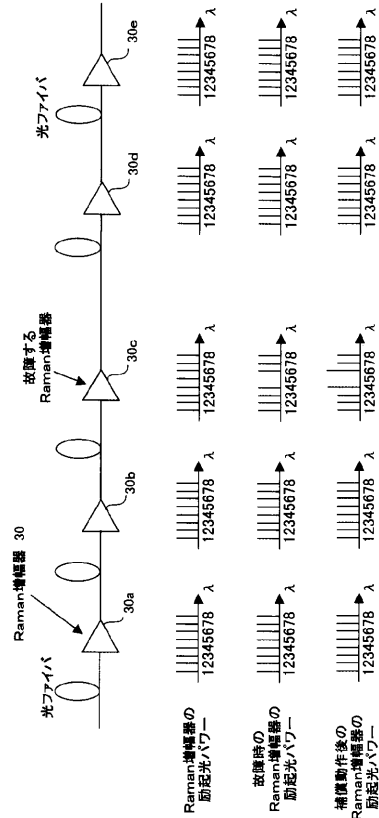 光ファイバ
Raman増幅器 30
故障する
Raman増幅器
光ファイバ
30a
30b
30c
30d
30e
Raman増幅器の
励起光パワー
12345678 λ
12345678 λ
12345678 λ
12345678 λ
12345678 λ
故障時の
Raman増幅器の
励起光パワー
12345678 λ
12345678 λ
12345678 λ
12345678 λ
12345678 λ
補償動作後の
Raman増幅器の
励起光パワー
12345678 λ
12345678 λ
12345678 λ
12345678 λ
12345678 λ